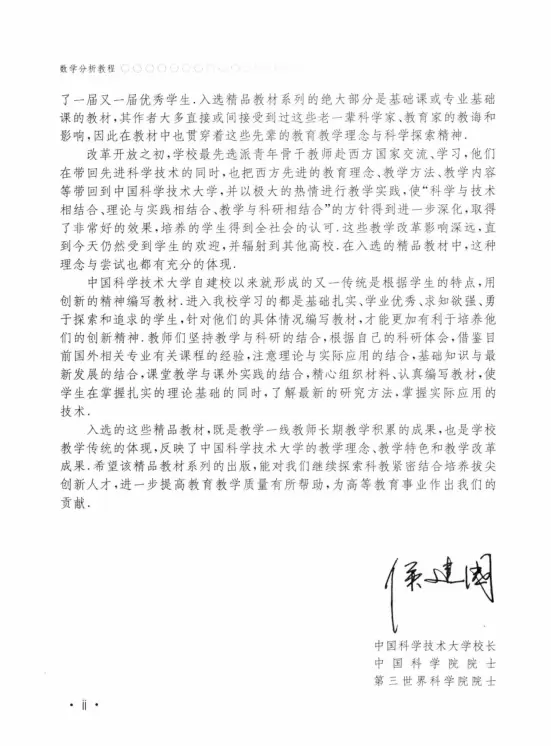 数学分析教程
了一届又一届优秀学生.入选精品教材系列的绝大部分是基础课或专业基础
课的教材,其作者大多直接或间接受到过这些老一辈科学家、教育家的教诲和
影响,因此在教材中也贯穿着这些先辈的教育教学理念与科学探索精神.
改革开放之初,学校最先选派青年骨干教师赴西方国家交流、学习,他们
在带回先进科学技术的同时,也把西方先进的教育理念、教学方法、教学内容
等带回到中国科学技术大学,并以极大的热情进行教学实践,使“科学与技术
相结合、理论与实践相结合、教学与科研相结合”的方针得到进一步深化,取得
了非常好的效果,培养的学生得到全社会的认可.这些教学改革影响深远,直
到今天仍然受到学生的欢迎,并辐射到其他高校.在入选的精品教材中,这种
理念与尝试也都有充分的体现.
中国科学技术大学自建校以来就形成的又一传统是根据学生的特点,用
创新的精神编写教材.进入我校学习的都是基础扎实、学业优秀、求知欲强、勇
于探索和追求的学生,针对他们的具体情况编写教材,才能更加有利于培养他
们的创新精神.教师们坚持教学与科研的结合,根据自己的科研体会,借鉴目
前国外相关专业有关课程的经验,注意理论与实际应用的结合,基础知识与最
新发展的结合,课堂教学与课外实践的结合,精心组织材料、认真编写教材,使
学生在掌握扎实的理论基础的同时,了解最新的研究方法,掌握实际应用的
技术.
入选的这些精品教材,既是教学一线教师长期教学积累的成果,也是学校
教学传统的体现,反映了中国科学技术大学的教学理念、教学特色和教学改革
成果.希望该精品教材系列的出版,能对我们继续探索科教紧密结合培养拔尖
创新人才,进一步提高教育教学质量有所帮助,为高等教育事业作出我们的
贡献.
侯建国
中国科学技术大学校长
中国科学院院士
第三世界科学院院士
· ii ·